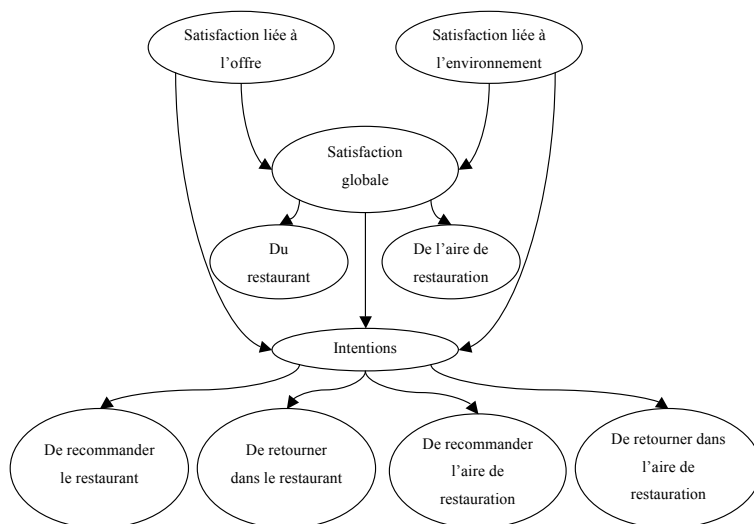 Satisfaction liée à
l’offre
Satisfaction liée à
l’environnement
Satisfaction
globale
Du
restaurant
De l’aire de
restauration
Intentions
De recommander
le restaurant
De retourner
dans le restaurant
De recommander
l’aire de
restauration
De retourner dans
l’aire de
restauration